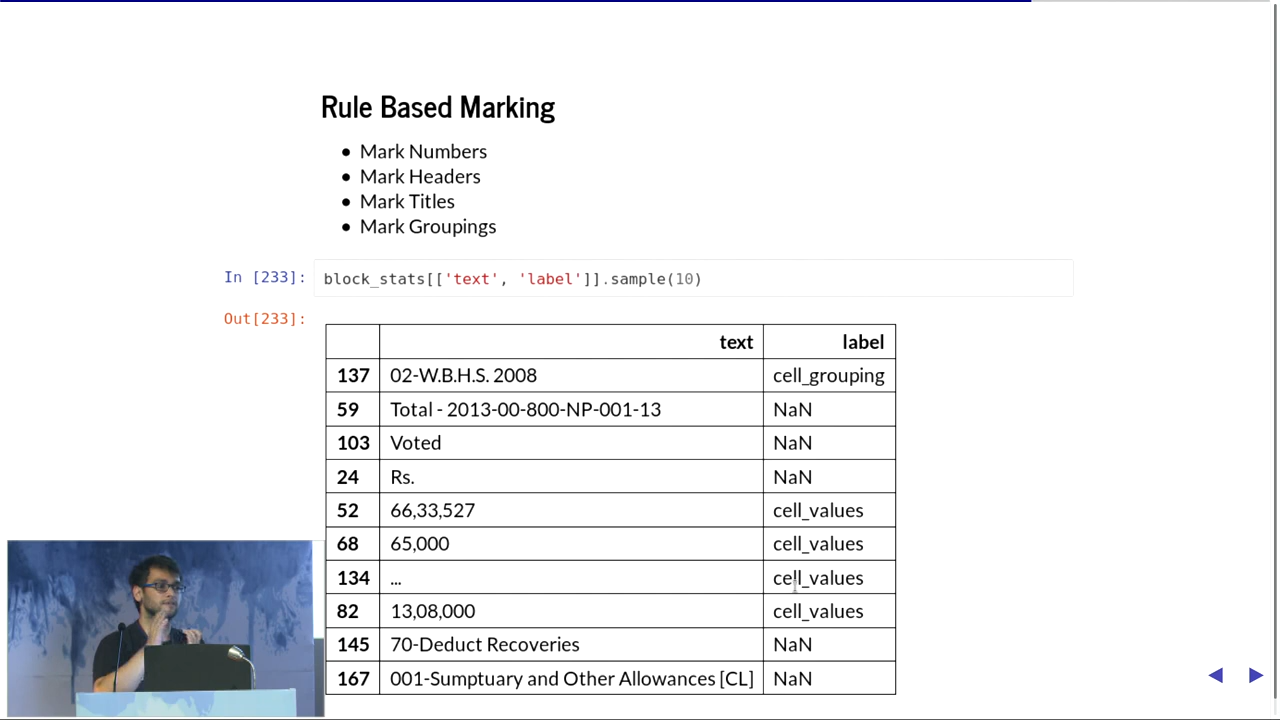 Rule Based Marking
• Mark Numbers
• Mark Headers
• Mark Titles
• Mark Groupings
In [233]: block_stats[['text', 'label']].sample(10)
Out[233]:
text label
137 02-W.B.H.S. 2008 cell_grouping
59 Total - 2013-00-800-NP-001-13 NaN
103 Voted NaN
24 Rs. NaN
52 66,33,527 cell_values
68 65,000 cell_values
134 ... cell_values
82 13,08,000 cell_values
145 70-Deduct Recoveries NaN
167 001-Sumptuary and Other Allowances [CL] NaN